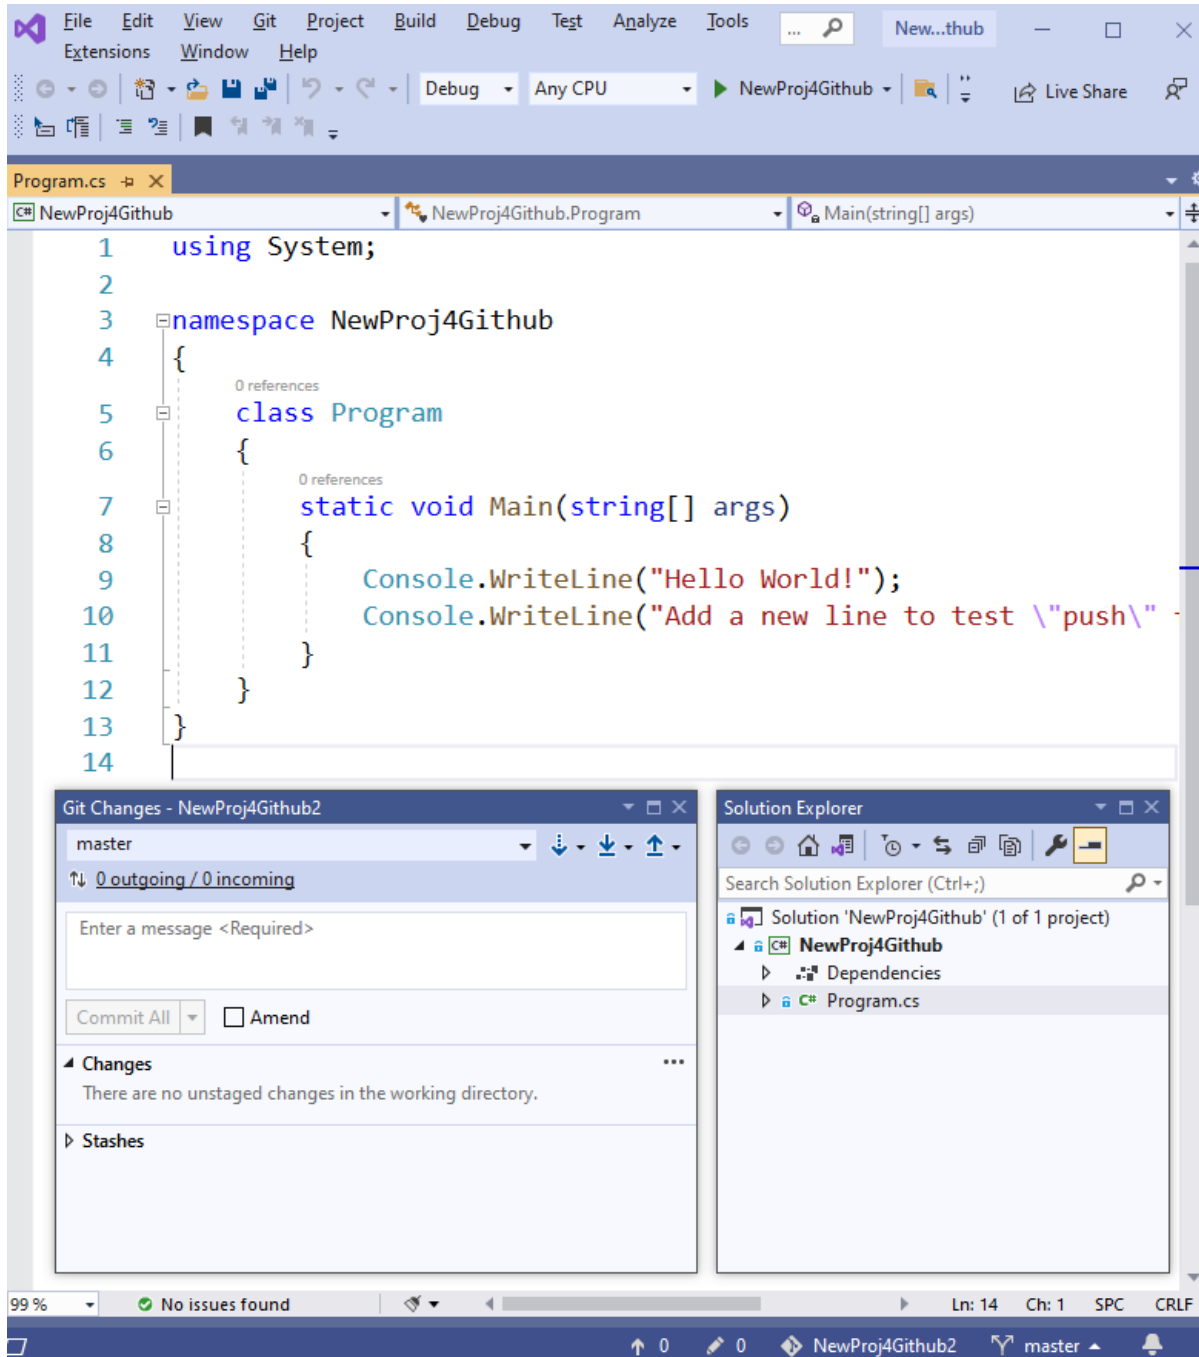 File Edit View Git Project Build Debug Test Analyze Tools ... New...thub
Extensions Window Help
Debug Any CPU NewProj4Github Live Share
Program.cs
C# NewProj4Github NewProj4Github.Program Main(string[] args)
1 using System;
2
3 namespace NewProj4Github
4 {
0 references
5 class Program
6 {
0 references
7 static void Main(string[] args)
8 {
9 Console.WriteLine("Hello World!");
10 Console.WriteLine("Add a new line to test \"push\"
11 }
12 }
13 }
14
Git Changes - NewProj4Github2
master
0 outgoing / 0 incoming
Enter a message <Required>
Commit All Amend
Changes ...
There are no unstaged changes in the working directory.
Stashes
Solution Explorer
Search Solution Explorer (Ctrl+;)
Solution 'NewProj4Github' (1 of 1 project)
C# NewProj4Github
Dependencies
C# Program.cs
99 % No issues found Ln: 14 Ch: 1 SPC CRLF
0 0 NewProj4Github2 master